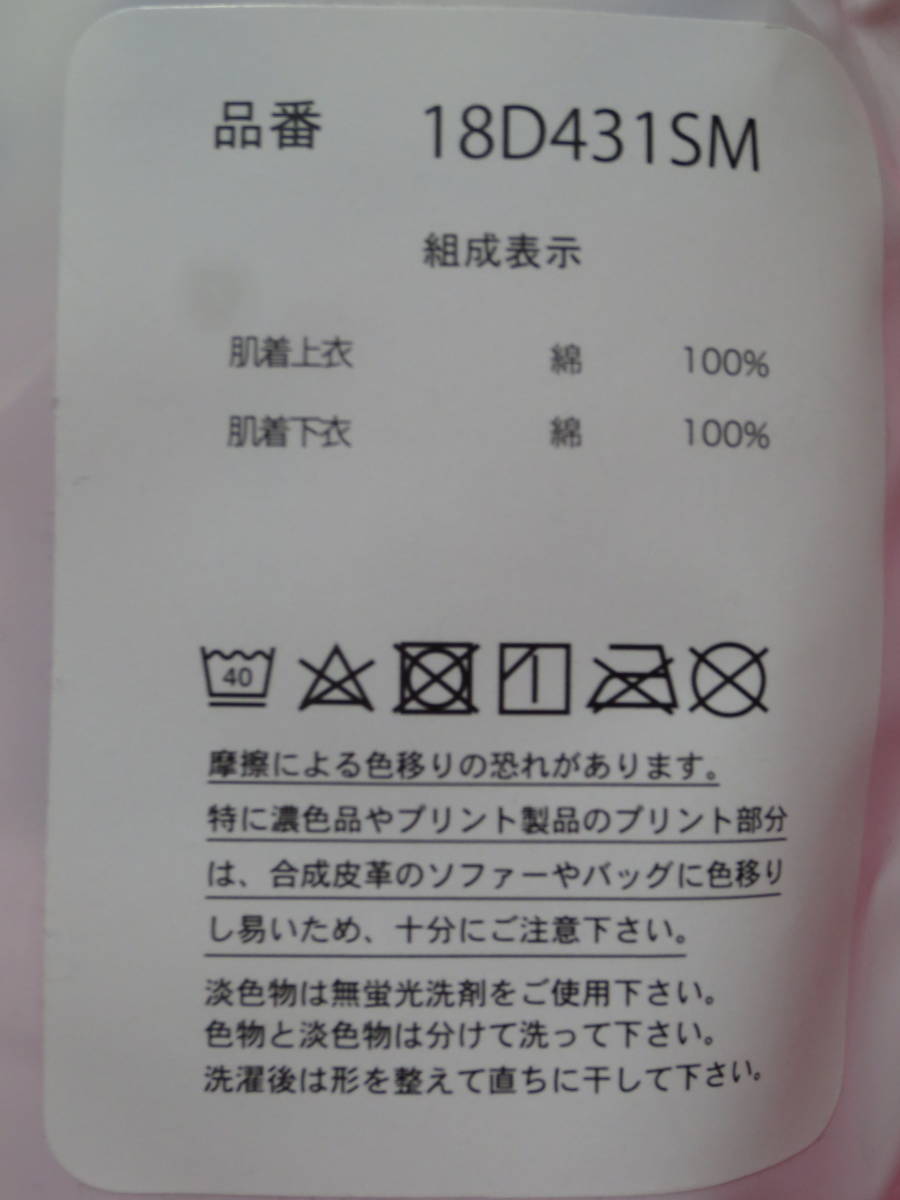 品番 18D431SM
組成表示
肌着上衣 綿 100%
肌着下衣 綿 100%
40
摩擦による色移りの恐れがあります。
特に濃色品やプリント製品のプリント部分
は、合成皮革のソファーやバッグに色移り
し易いため、十分にご注意下さい。
淡色物は無蛍光洗剤をご使用下さい。
色物と淡色物は分けて洗って下さい。
洗濯後は形を整えて直ちに干して下さい。